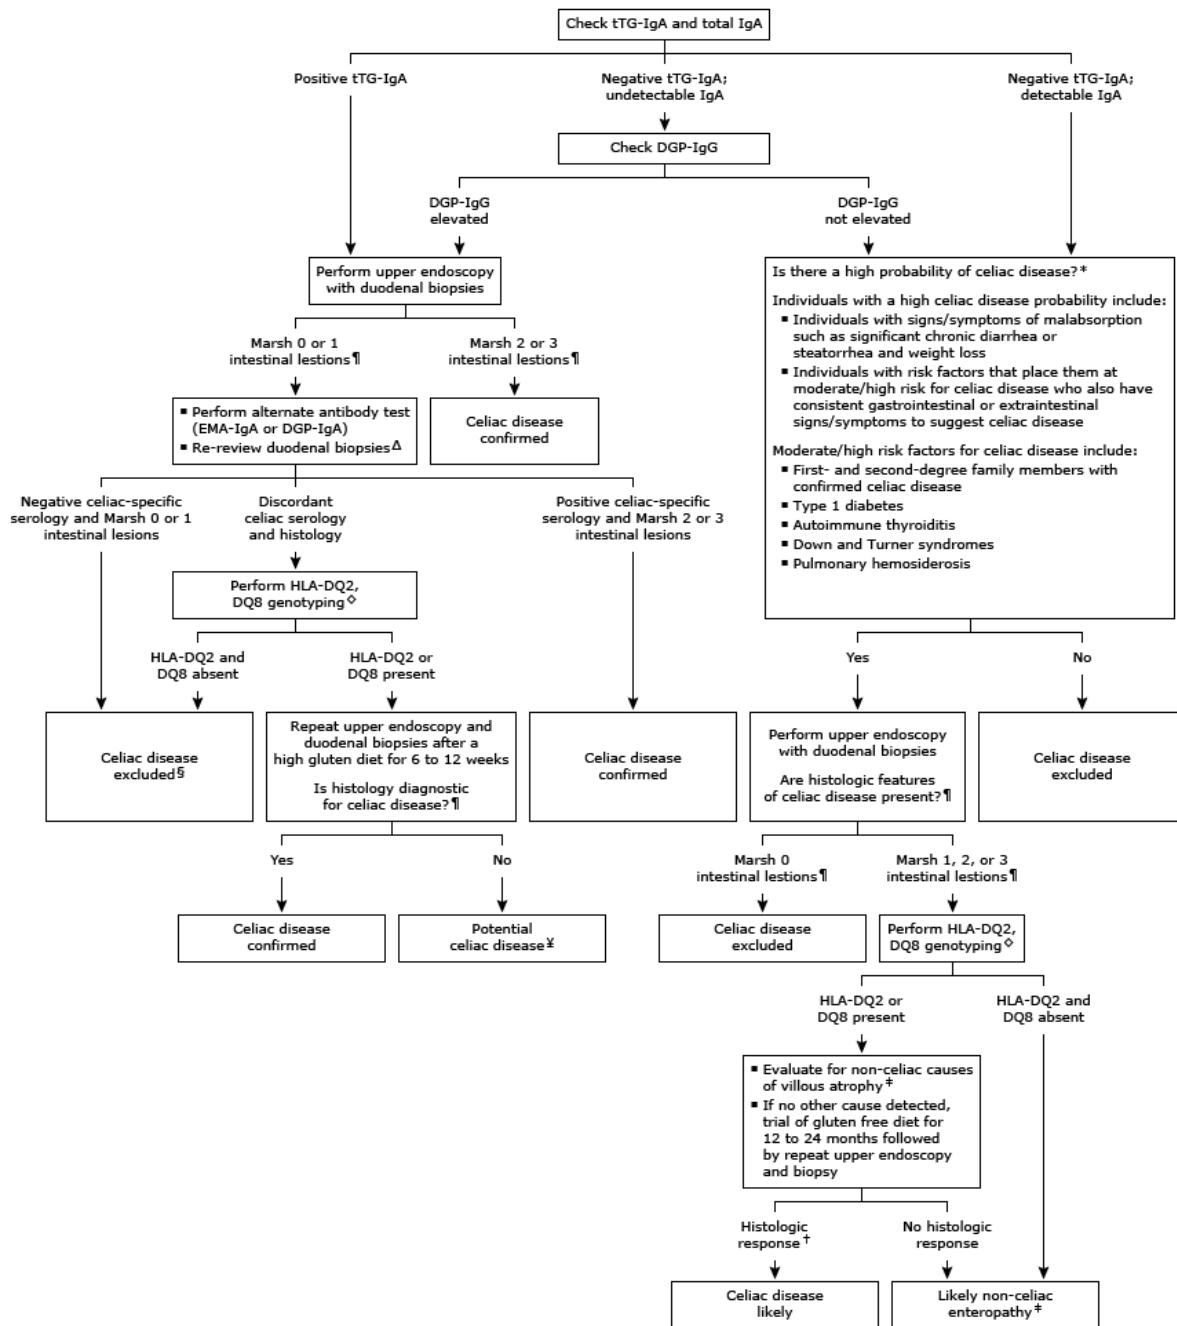 Check tTG-IgA and total IgA
Positive tTG-IgA
Negative tTG-IgA;
undetectable IgA
Negative tTG-IgA;
detectable IgA
Check DGP-IgG
DGP-IgG
elevated
DGP-IgG
not elevated
Perform upper endoscopy
with duodenal biopsies
Is there a high probability of celiac disease?*
Individuals with a high celiac disease probability include:
▪ Individuals with signs/symptoms of malabsorption
such as significant chronic diarrhea or
steatorrhea and weight loss
▪ Individuals with risk factors that place them at
moderate/high risk for celiac disease who also have
consistent gastrointestinal or extraintestinal
signs/symptoms to suggest celiac disease
Moderate/high risk factors for celiac disease include:
▪ First- and second-degree family members with
confirmed celiac disease
▪ Type 1 diabetes
▪ Autoimmune thyroiditis
▪ Down and Turner syndromes
▪ Pulmonary hemosiderosis
Marsh 0 or 1
intestinal lesions¶
Marsh 2 or 3
intestinal lesions¶
▪ Perform alternate antibody test
(EMA-IgA or DGP-IgA)
▪ Re-review duodenal biopsiesΔ
Celiac disease
confirmed
Negative celiac-specific
serology and Marsh 0 or 1
intestinal lesions
Discordant
celiac serology
and histology
Positive celiac-specific
serology and Marsh 2 or 3
intestinal lesions
Perform HLA-DQ2,
DQ8 genotyping◇
HLA-DQ2 and
DQ8 absent
HLA-DQ2 or
DQ8 present
Yes
No
Celiac disease
excluded§
Repeat upper endoscopy and
duodenal biopsies after a
high gluten diet for 6 to 12 weeks
Is histology diagnostic
for celiac disease?¶
Celiac disease
confirmed
Perform upper endoscopy
with duodenal biopsies
Are histologic features
of celiac disease present?¶
Celiac disease
excluded
Yes
No
Marsh 0
intestinal lesions¶
Marsh 1, 2, or 3
intestinal lesions¶
Celiac disease
confirmed
Potential
celiac disease¥
Celiac disease
excluded
Perform HLA-DQ2,
DQ8 genotyping◇
HLA-DQ2 or
DQ8 present
HLA-DQ2 and
DQ8 absent
▪ Evaluate for non-celiac causes
of villous atrophy‡
▪ If no other cause detected,
trial of gluten free diet for
12 to 24 months followed
by repeat upper endoscopy
and biopsy
Histologic
response†
No histologic
response
Celiac disease
likely
Likely non-celiac
enteropathy‡